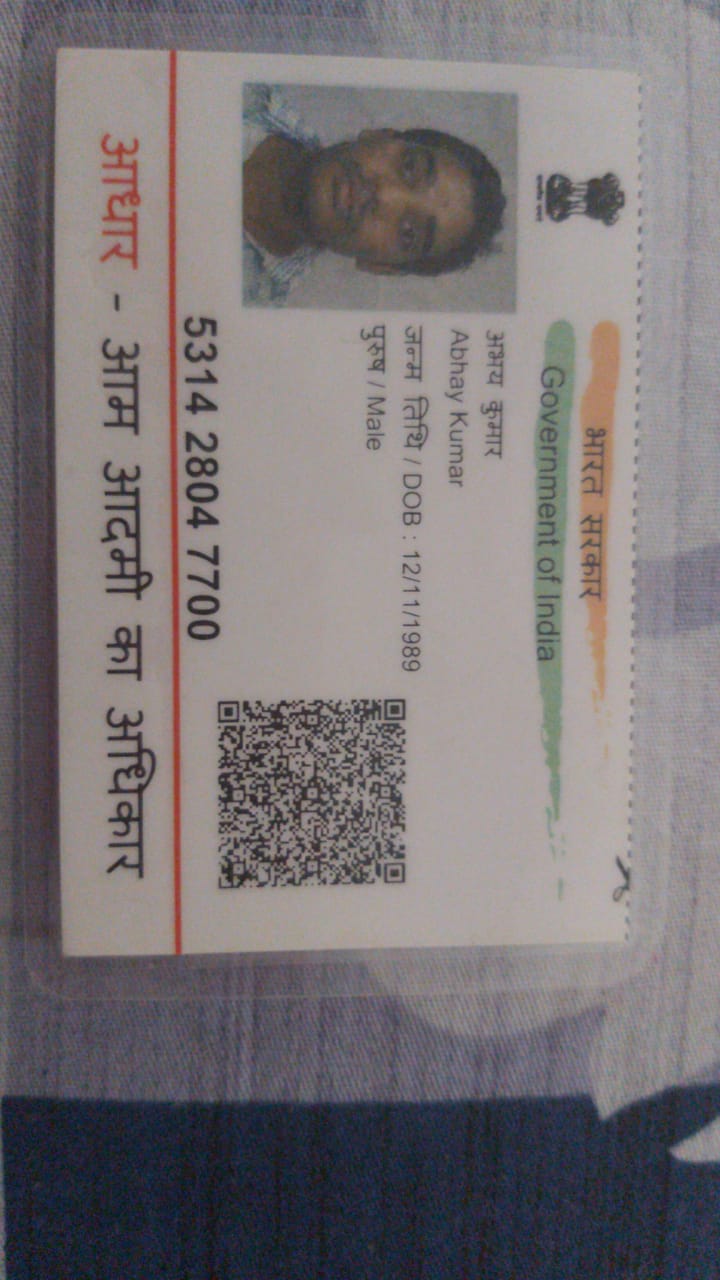 भारत सरकार
Government of India
अभय कुमार
Abhay Kumar
जन्म तिथि / DOB : 12/11/1989
पुरुष / Male
5314 2804 7700
आधार - आम आदमी का अधिकार